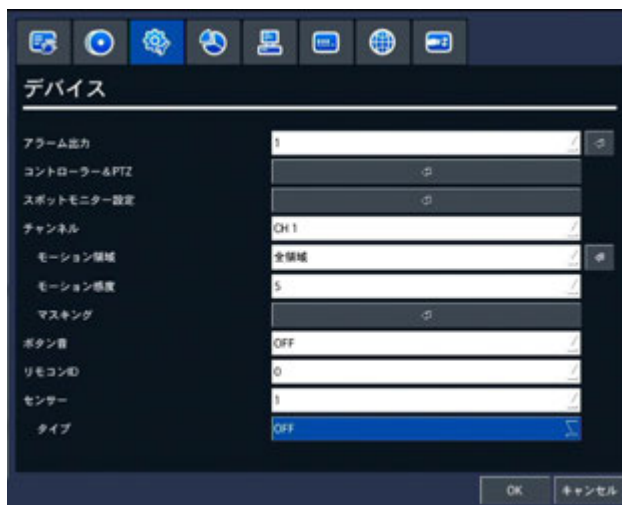 デバイス
アラーム出力 1
コントローラー&PTZ
スポットモニター設定
チャンネル CH 1
モーション領域 全領域
モーション感度 5
マスキング
ボタン音 OFF
リモコンID 0
センサー 1
タイプ OFF
OK キャンセル